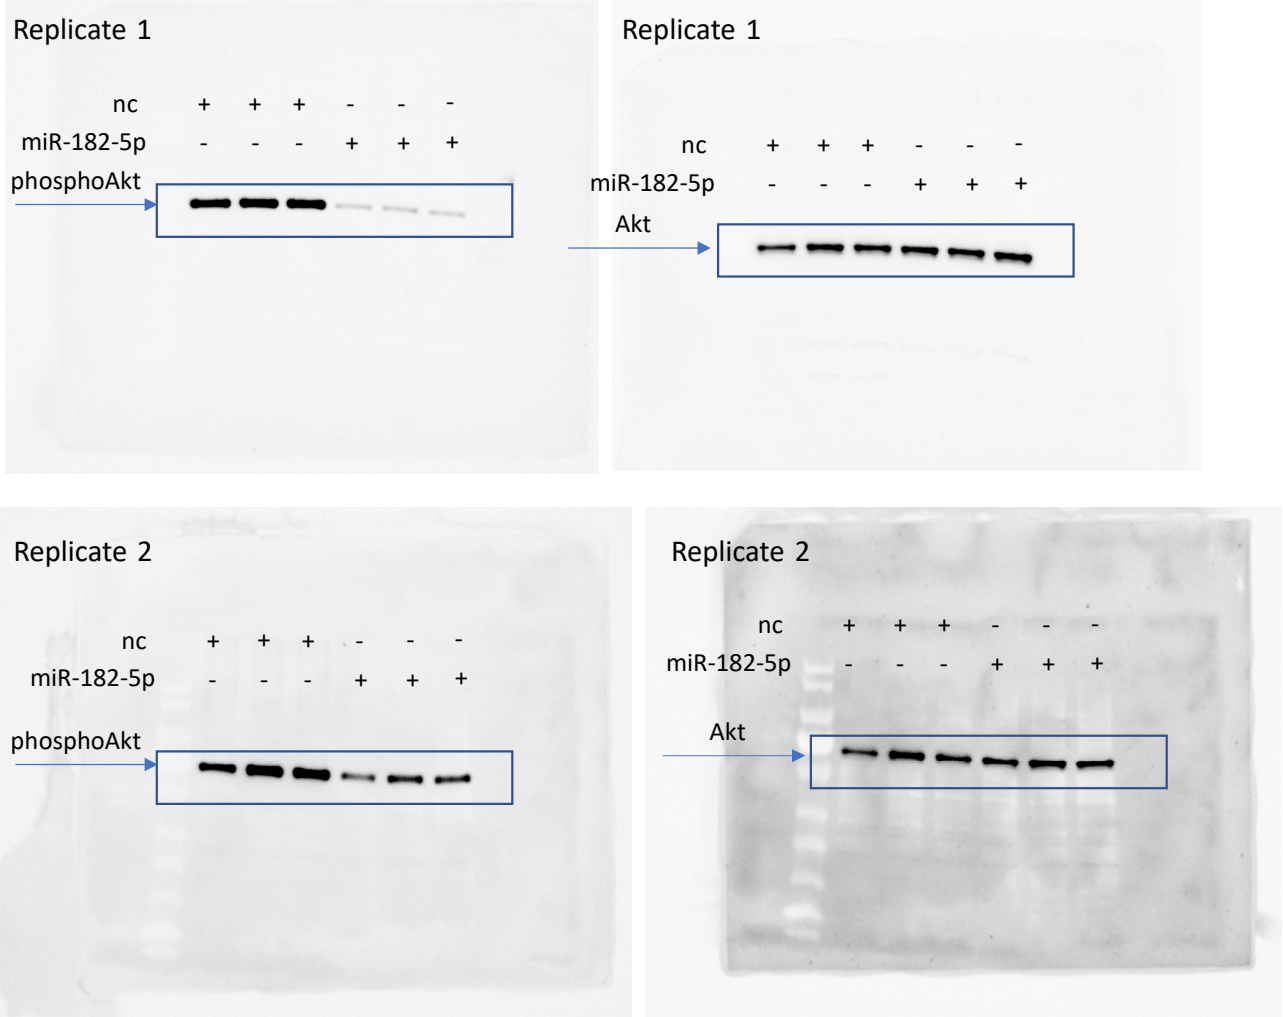 Replicate 1
nc + + + - - -
miR-182-5p - - - + + +
phosphoAkt
Replicate 1
nc + + + - - -
miR-182-5p - - - + + +
Akt
Replicate 2
nc + + + - - -
miR-182-5p - - - + + +
phosphoAkt
Replicate 2
nc + + + - - -
miR-182-5p - - - + + +
Akt